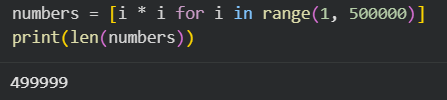 numbers = [i * i for i in range(1, 500000)]
print(len(numbers))
499999